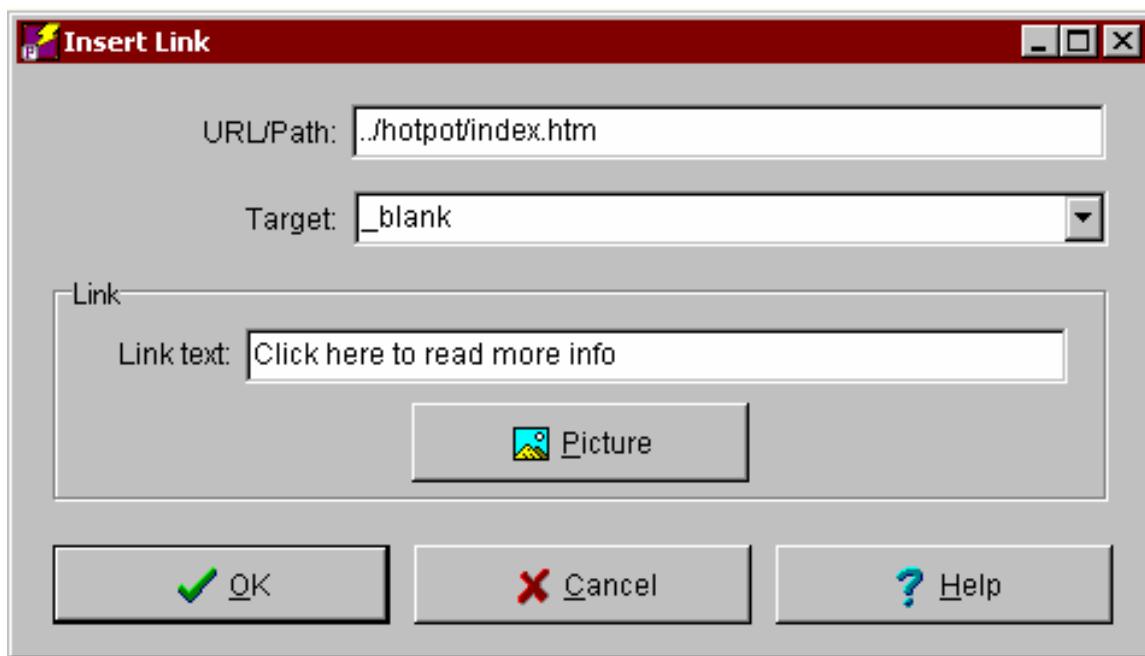 Insert Link
URL/Path: ../hotpot/index.htm
Target: _blank
Link
Link text: Click here to read more info
Picture
OK Cancel Help